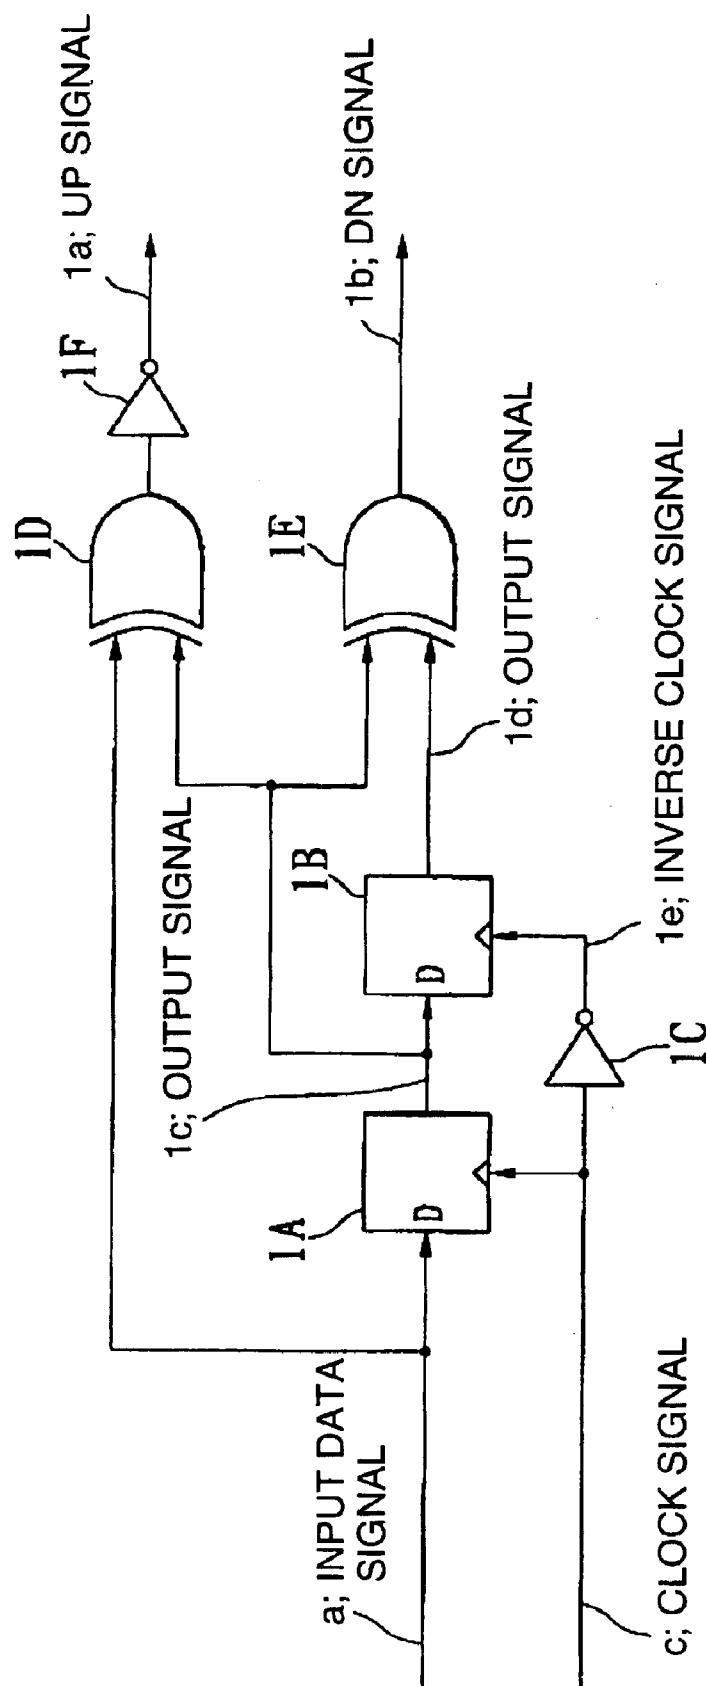 a; INPUT DATA
SIGNAL
c; CLOCK SIGNAL
1A
D
1c; OUTPUT SIGNAL
1B
D
1C
1e; INVERSE CLOCK SIGNAL
1d; OUTPUT SIGNAL
1D
1E
1F
1a; UP SIGNAL
1b; DN SIGNAL